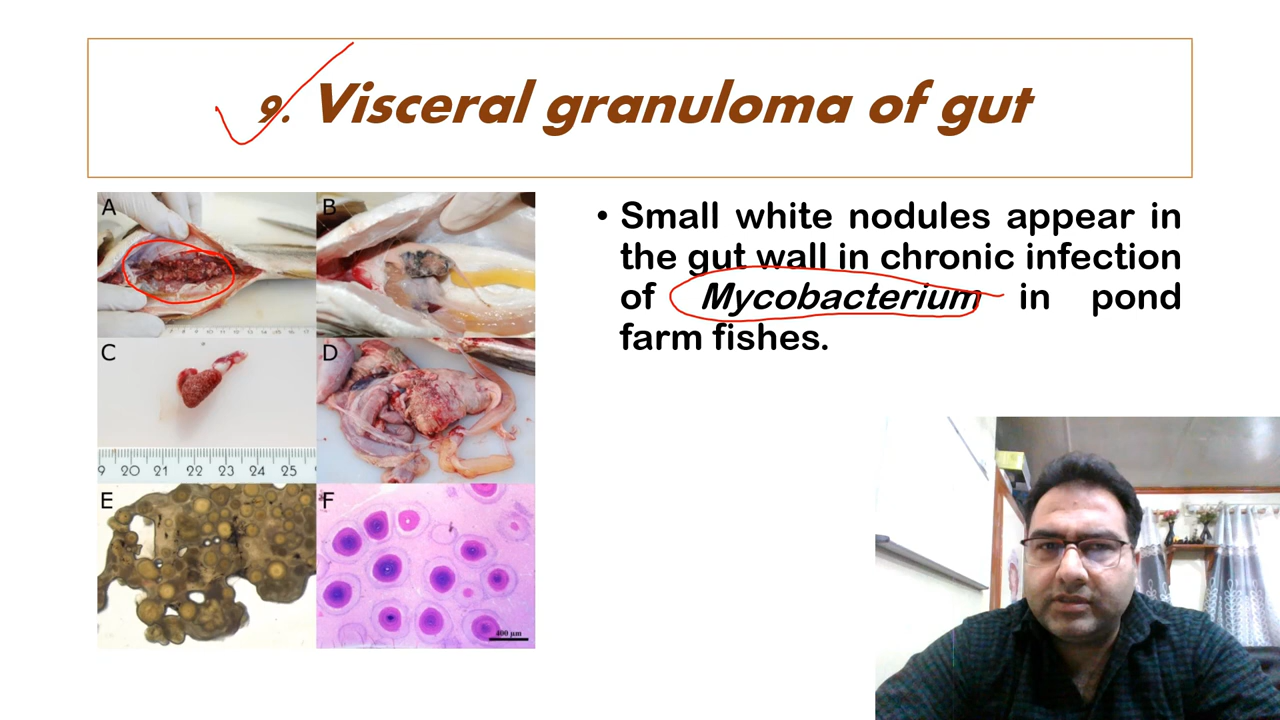 9. Visceral granuloma of gut
A
B
• Small white nodules appear in
the gut wall in chronic infection
of Mycobacterium in pond
farm fishes.
C
D
9 20 21 22 23 24 25
E
F
400 µm